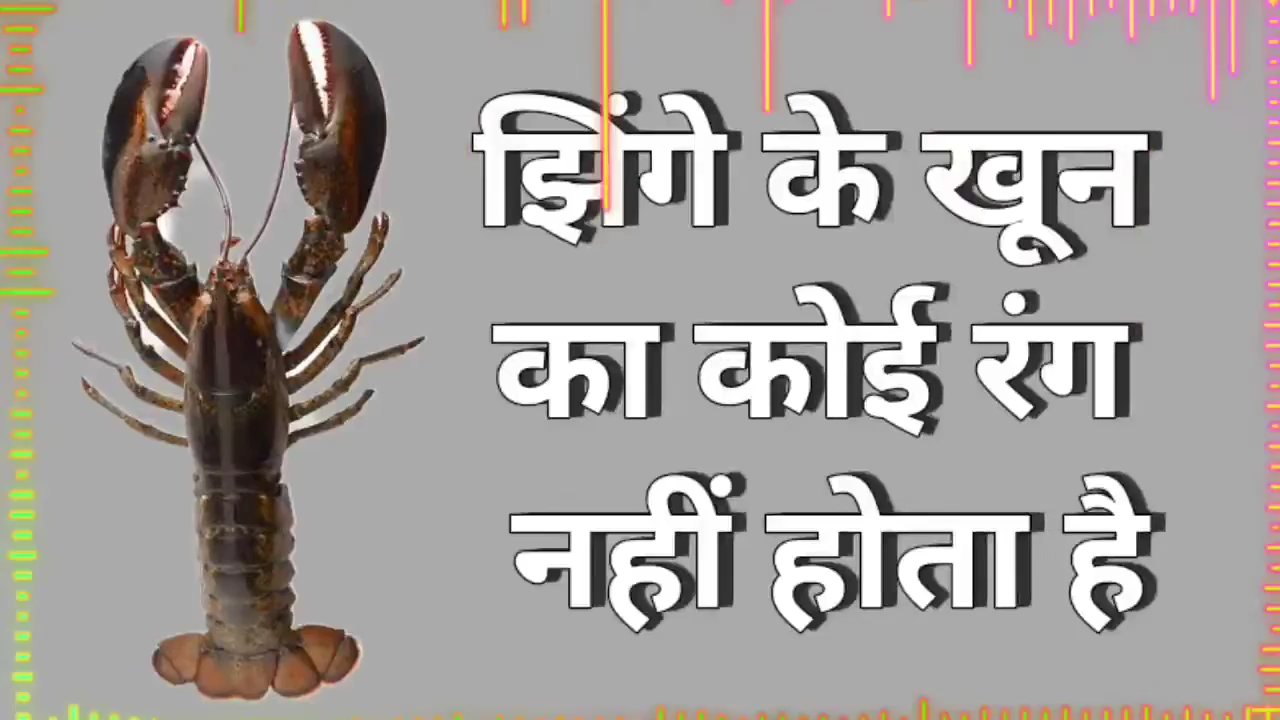 झिंगे के खून
का कोई रंग
नहीं होता है